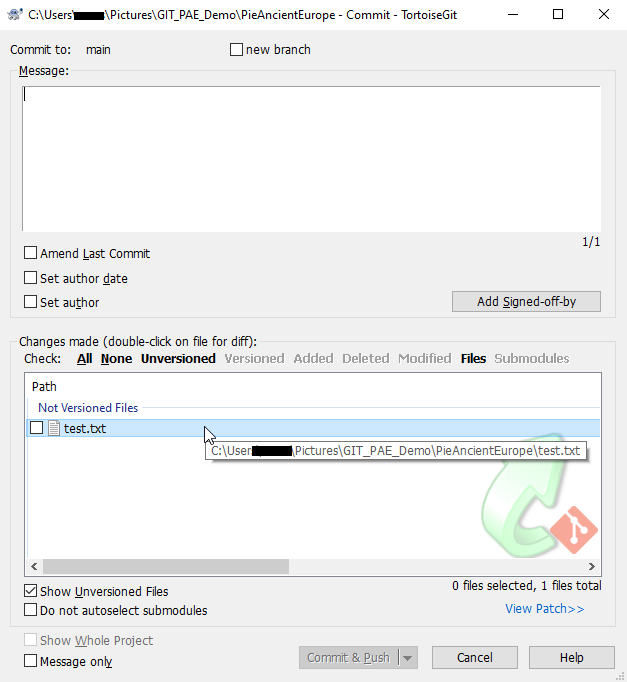 C:\Users\ \Pictures\GIT_PAE_Demo\PieAncientEurope - Commit - TortoiseGit
Commit to: main new branch
Message:
1/1
Amend Last Commit
Set author date
Set author Add Signed-off-by
Changes made (double-click on file for diff):
Check: All None Unversioned Versioned Added Deleted Modified Files Submodules
Path
Not Versioned Files
test.txt
C:\User \Pictures\GIT_PAE_Demo\PieAncientEurope\test.txt
Show Unversioned Files 0 files selected, 1 files total
Do not autoselect submodules View Patch>>
Show Whole Project
Message only Commit & Push Cancel Help